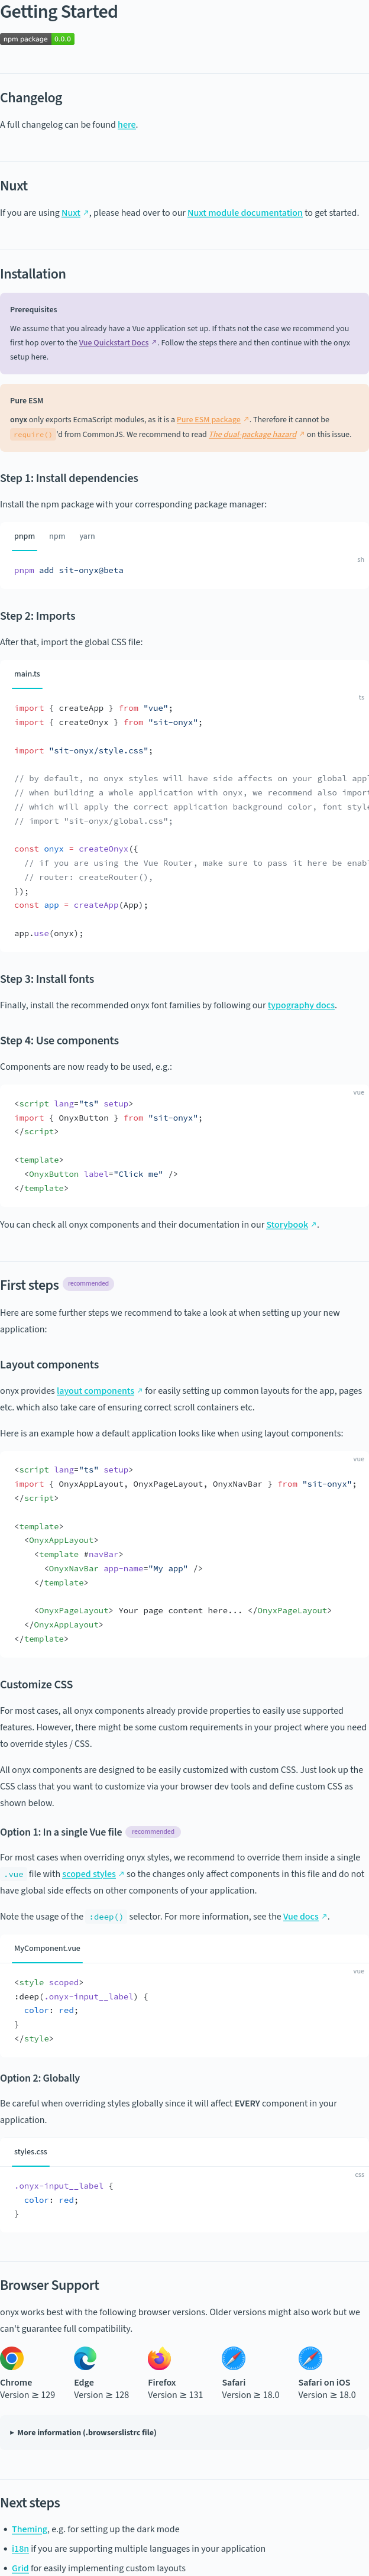 Getting Started
npm package 0.0.0
Changelog
A full changelog can be found here.
Nuxt
If you are using Nuxt ↗, please head over to our Nuxt module documentation to get started.
Installation
Prerequisites
We assume that you already have a Vue application set up. If thats not the case we recommend you
first hop over to the Vue Quickstart Docs ↗. Follow the steps there and then continue with the onyx
setup here.
Pure ESM
onyx only exports EcmaScript modules, as it is a Pure ESM package ↗. Therefore it cannot be
require() 'd from CommonJS. We recommend to read The dual-package hazard ↗ on this issue.
Step 1: Install dependencies
Install the npm package with your corresponding package manager:
pnpm npm yarn
sh
pnpm add sit-onyx@beta
Step 2: Imports
After that, import the global CSS file:
main.ts
ts
import { createApp } from "vue";
import { createOnyx } from "sit-onyx";
import "sit-onyx/style.css";
// by default, no onyx styles will have side affects on your global appl
// when building a whole application with onyx, we recommend also import
// which will apply the correct application background color, font style
// import "sit-onyx/global.css";
const onyx = createOnyx({
// if you are using the Vue Router, make sure to pass it here be enabl
// router: createRouter(),
});
const app = createApp(App);
app.use(onyx);
Step 3: Install fonts
Finally, install the recommended onyx font families by following our typography docs.
Step 4: Use components
Components are now ready to be used, e.g.:
vue
<script lang="ts" setup>
import { OnyxButton } from "sit-onyx";
</script>
<template>
<OnyxButton label="Click me" />
</template>
You can check all onyx components and their documentation in our Storybook ↗.
First steps recommended
Here are some further steps we recommend to take a look at when setting up your new
application:
Layout components
onyx provides layout components ↗ for easily setting up common layouts for the app, pages
etc. which also take care of ensuring correct scroll containers etc.
Here is an example how a default application looks like when using layout components:
vue
<script lang="ts" setup>
import { OnyxAppLayout, OnyxPageLayout, OnyxNavBar } from "sit-onyx";
</script>
<template>
<OnyxAppLayout>
<template #navBar>
<OnyxNavBar app-name="My app" />
</template>
<OnyxPageLayout> Your page content here... </OnyxPageLayout>
</OnyxAppLayout>
</template>
Customize CSS
For most cases, all onyx components already provide properties to easily use supported
features. However, there might be some custom requirements in your project where you need
to override styles / CSS.
All onyx components are designed to be easily customized with custom CSS. Just look up the
CSS class that you want to customize via your browser dev tools and define custom CSS as
shown below.
Option 1: In a single Vue file recommended
For most cases when overriding onyx styles, we recommend to override them inside a single
.vue file with scoped styles ↗ so the changes only affect components in this file and do not
have global side effects on other components of your application.
Note the usage of the :deep() selector. For more information, see the Vue docs ↗.
MyComponent.vue
vue
<style scoped>
:deep(.onyx-input__label) {
color: red;
}
</style>
Option 2: Globally
Be careful when overriding styles globally since it will affect EVERY component in your
application.
styles.css
css
.onyx-input__label {
color: red;
}
Browser Support
onyx works best with the following browser versions. Older versions might also work but we
can't guarantee full compatibility.
Chrome Edge Firefox Safari Safari on iOS
Version ≥ 129 Version ≥ 128 Version ≥ 131 Version ≥ 18.0 Version ≥ 18.0
▸ More information (.browserslistrc file)
Next steps
• Theming, e.g. for setting up the dark mode
• i18n if you are supporting multiple languages in your application
• Grid for easily implementing custom layouts